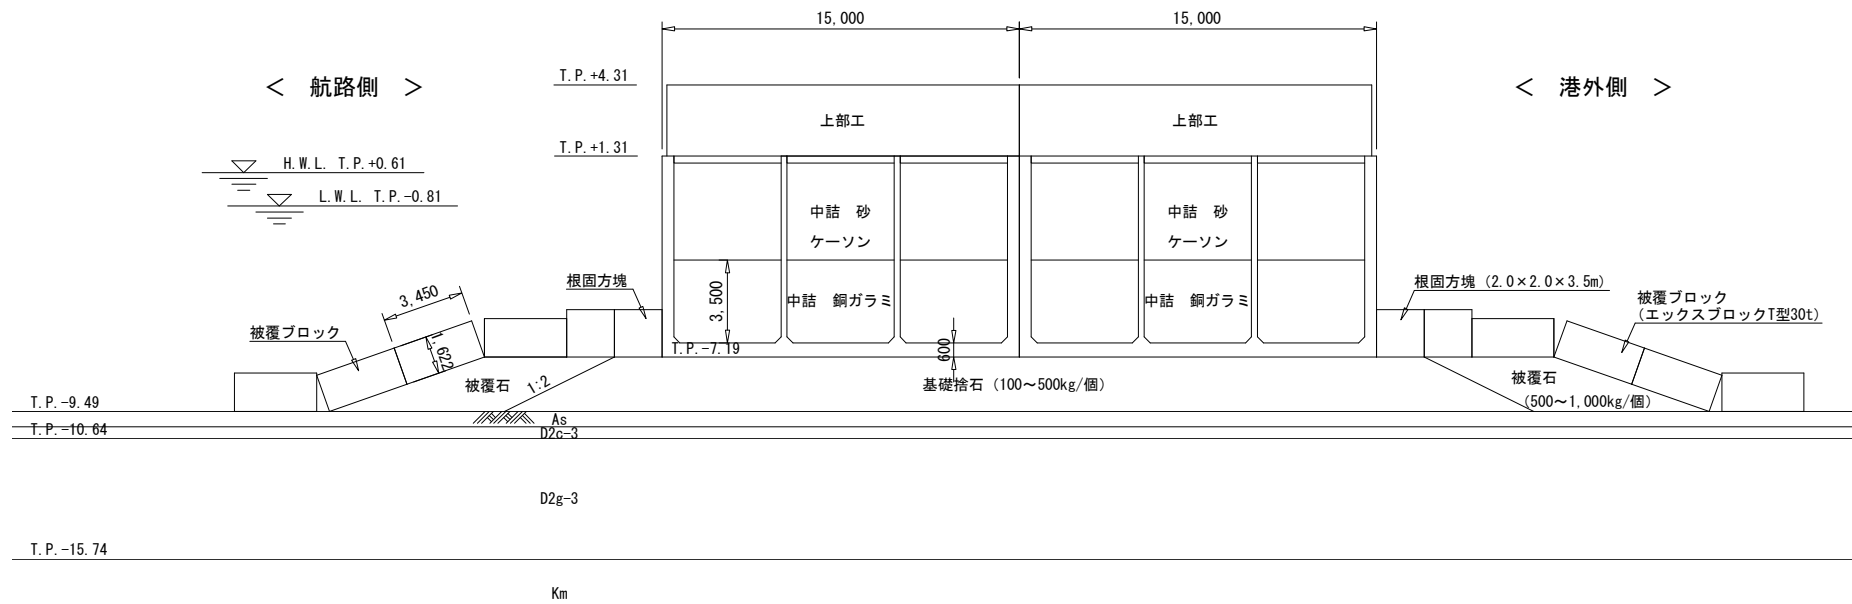 15,000
15,000
＜　航路側　＞
T.P.+4.31
＜　港外側　＞
上部工
上部工
T.P.+1.31
H.W.L. T.P.+0.61
L.W.L. T.P.-0.81
中詰　砂
中詰　砂
ケーソン
ケーソン
根固方塊
根固方塊（2.0×2.0×3.5m）
3,450
3,500
中詰　銅ガラミ
中詰　銅ガラミ
被覆ブロック
（エックスブロックT型30t）
被覆ブロック
1,622
T.P.-7.19
600
被覆石
1:2
基礎捨石（100～500kg/個）
被覆石
（500～1,000kg/個）
T.P.-9.49
As
T.P.-10.64
D2c-3
D2g-3
T.P.-15.74
Km